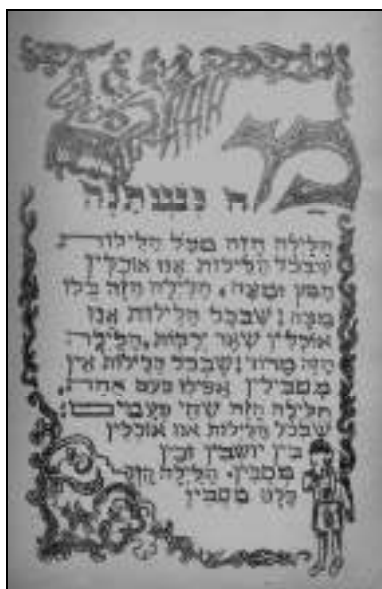 מה נשתנה
הלילה הזה מכל הלילות
שבכל הלילות אנו אוכלין
חמץ ומצה. הלילה הזה כלו
מצה: שבכל הלילות אנו
אוכלין שאר ירקות. הלילה
הזה מרור: שבכל הלילות אין
מטבילין אפילו פעם אחת.
הלילה הזה שתי פעמים:
שבכל הלילות אנו אוכלין
בין יושבין ובין
מסבין. הלילה הזה
כלנו מסבין